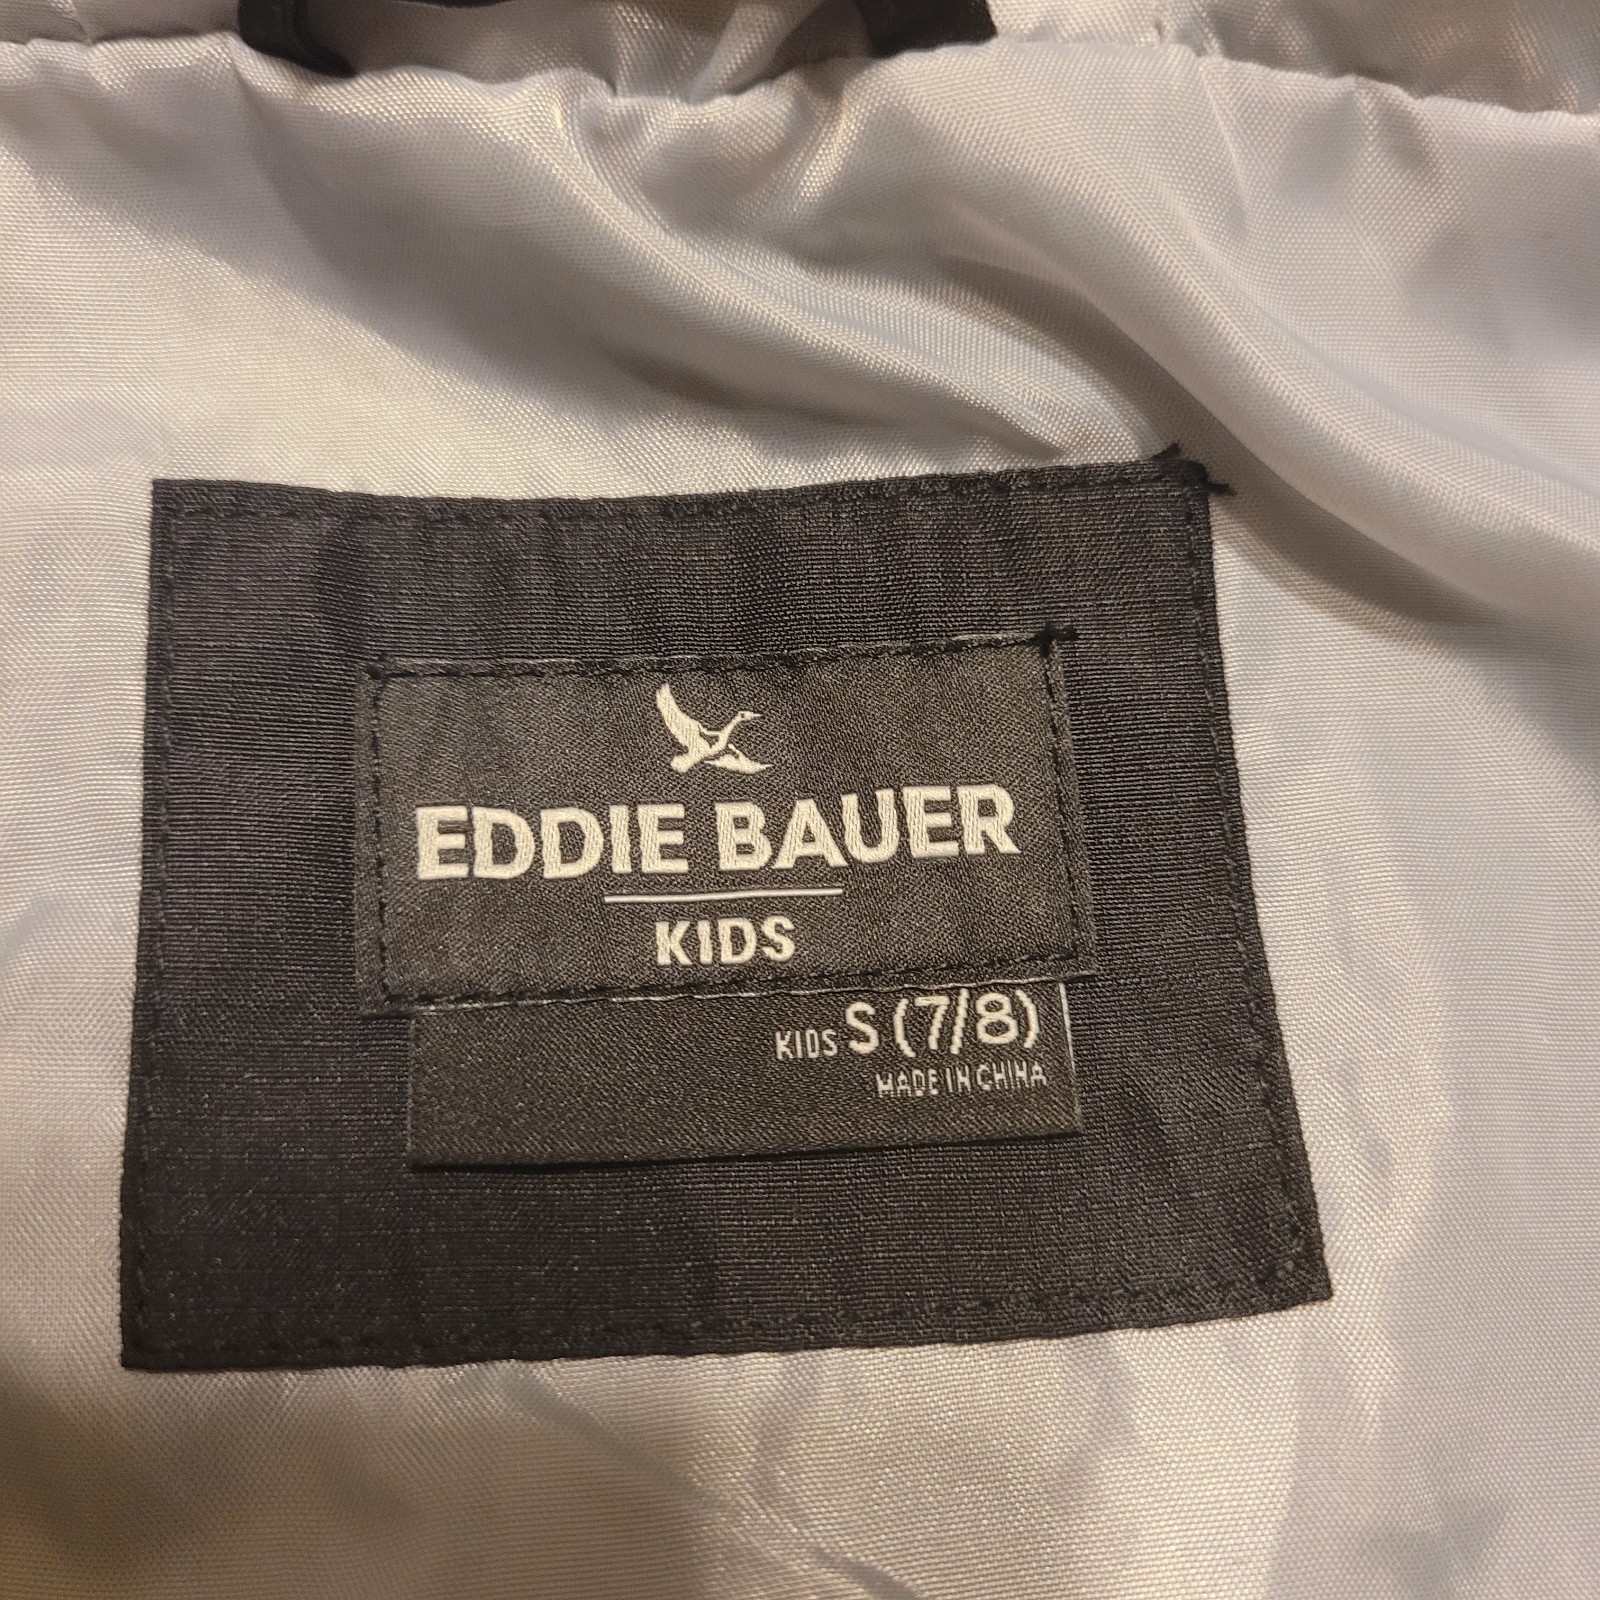 EDDIE BAUER
KIDS
KIDS S (7/8)
MADE IN CHINA